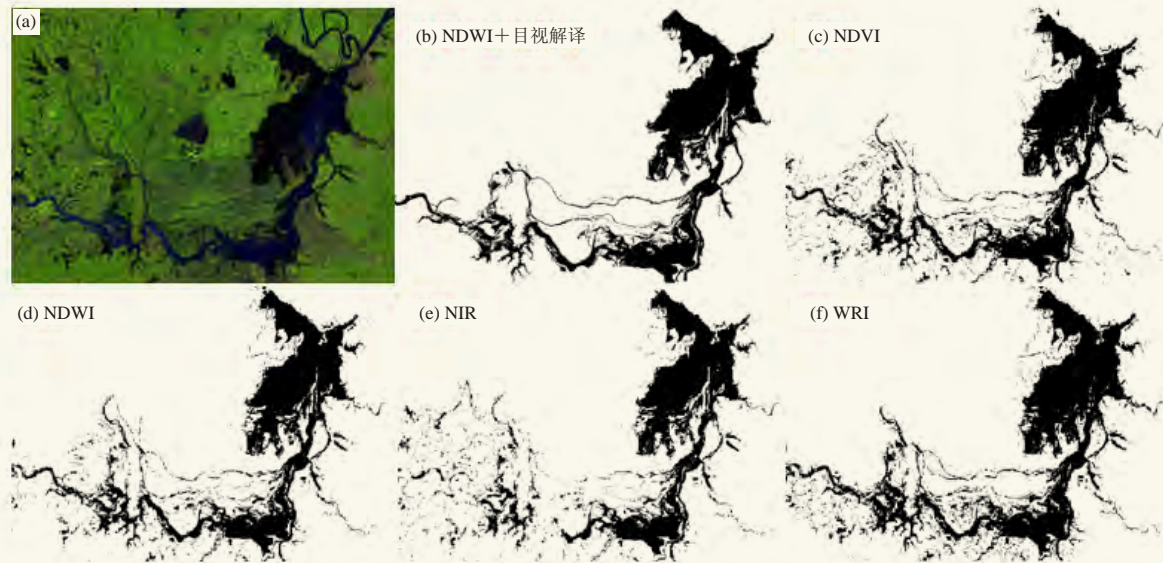 (a)
(b) NDWI＋目视解译
(c) NDVI
(d) NDWI
(e) NIR
(f) WRI